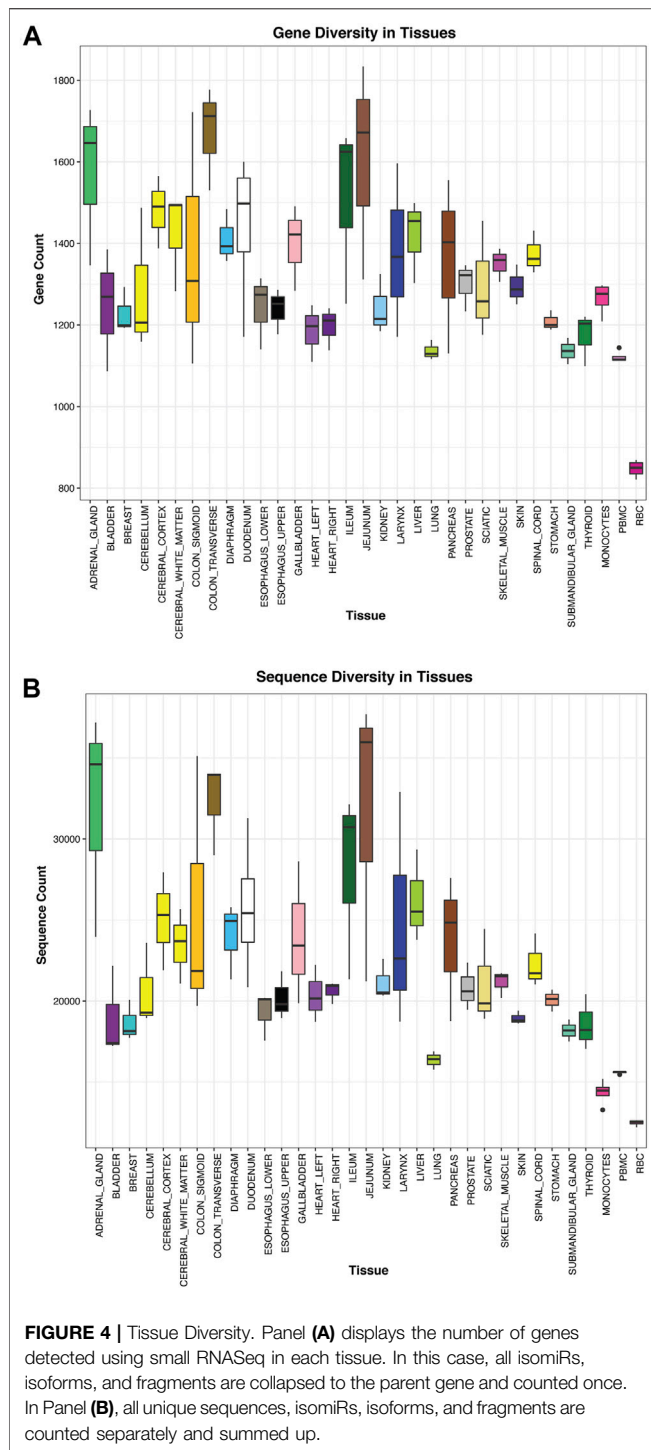 A
Gene Diversity in Tissues
Gene Count
1800
1600
1400
1200
1000
800
ADRENAL_GLAND
BLADDER
BREAST
CEREBELLUM
CEREBRAL_CORTEX
CEREBRAL_WHITE_MATTER
COLON_SIGMOID
COLON_TRANSVERSE
DIAPHRAGM
DUODENUM
ESOPHAGUS_LOWER
ESOPHAGUS_UPPER
GALLBLADDER
HEART_LEFT
HEART_RIGHT
ILEUM
JEJUNUM
KIDNEY
LARYNX
LIVER
LUNG
PANCREAS
PROSTATE
SCIATIC
SKELETAL_MUSCLE
SKIN
SPINAL_CORD
STOMACH
SUBMANDIBULAR_GLAND
THYROID
MONOCYTES
PBMC
RBC
Tissue
B
Sequence Diversity in Tissues
Sequence Count
30000
20000
ADRENAL_GLAND
BLADDER
BREAST
CEREBELLUM
CEREBRAL_CORTEX
CEREBRAL_WHITE_MATTER
COLON_SIGMOID
COLON_TRANSVERSE
DIAPHRAGM
DUODENUM
ESOPHAGUS_LOWER
ESOPHAGUS_UPPER
GALLBLADDER
HEART_LEFT
HEART_RIGHT
ILEUM
JEJUNUM
KIDNEY
LARYNX
LIVER
LUNG
PANCREAS
PROSTATE
SCIATIC
SKELETAL_MUSCLE
SKIN
SPINAL_CORD
STOMACH
SUBMANDIBULAR_GLAND
THYROID
MONOCYTES
PBMC
RBC
Tissue
FIGURE 4 | Tissue Diversity. Panel (A) displays the number of genes
detected using small RNASeq in each tissue. In this case, all isomiRs,
isoforms, and fragments are collapsed to the parent gene and counted once.
In Panel (B), all unique sequences, isomiRs, isoforms, and fragments are
counted separately and summed up.